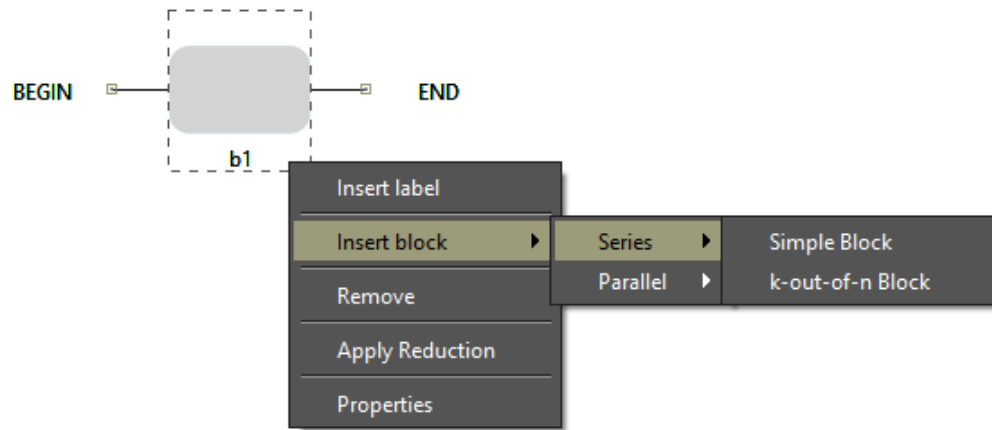 BEGIN
END
b1
Insert label
Insert block
Series
Simple Block
Parallel
k-out-of-n Block
Remove
Apply Reduction
Properties